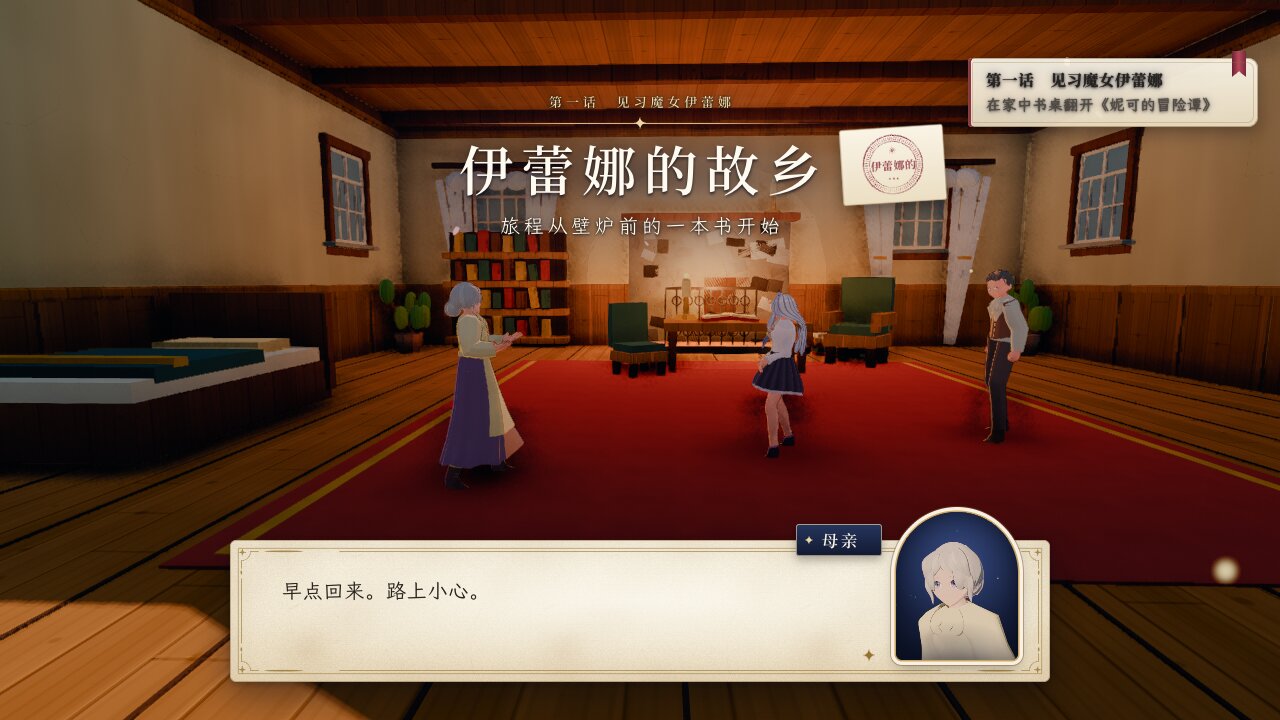 第一话 见习魔女伊蕾娜
伊蕾娜的故乡
旅程从壁炉前的一本书开始
伊蕾娜的
第一话 见习魔女伊蕾娜
在家中书桌翻开《妮可的冒险谭》
母亲
早点回来。路上小心。